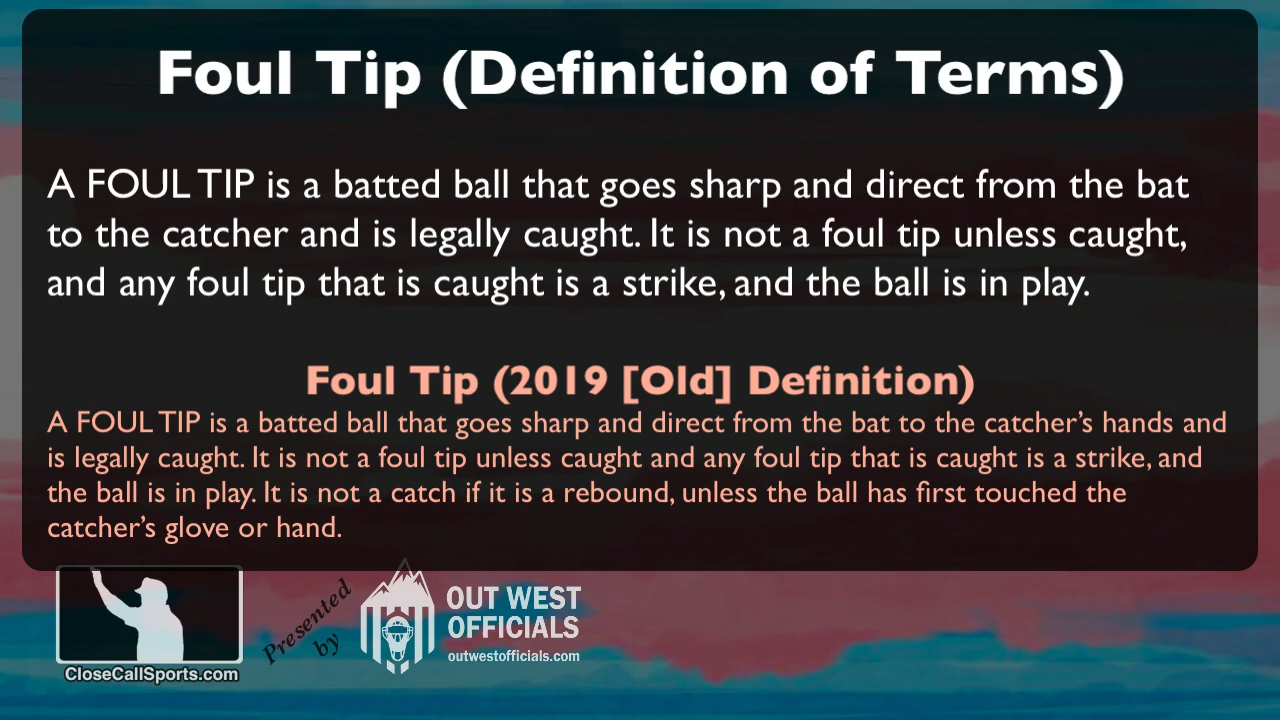 Foul Tip (Definition of Terms)
A FOUL TIP is a batted ball that goes sharp and direct from the bat
to the catcher and is legally caught. It is not a foul tip unless caught,
and any foul tip that is caught is a strike, and the ball is in play.
Foul Tip (2019 [Old] Definition)
A FOUL TIP is a batted ball that goes sharp and direct from the bat to the catcher’s hands and
is legally caught. It is not a foul tip unless caught and any foul tip that is caught is a strike, and
the ball is in play. It is not a catch if it is a rebound, unless the ball has first touched the
catcher’s glove or hand.
CloseCallSports.com
Presented
by
OUT WEST
OFFICIALS
outwestofficials.com